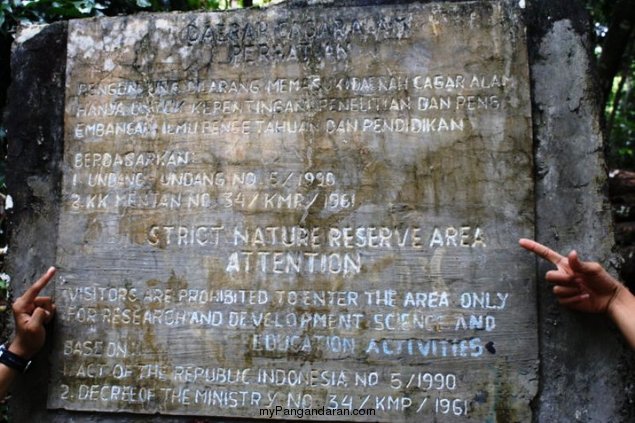 DAERAH CAGAR ALAM
PERHATIAN
PENGUNJUNG DILARANG MEMASUKI DAERAH CAGAR ALAM
HANYA UNTUK KEPENTINGAN PENELITIAN DAN PENG
EMBANGAN ILMU PENGETAHUAN DAN PENDIDIKAN
BERDASARKAN :
1. UNDANG - UNDANG NO. 5 / 1990
2. KK MENTAN NO. 34 / KMP / 1961
STRICT NATURE RESERVE AREA
ATTENTION
VISITORS ARE PROHIBITED TO ENTER THE AREA ONLY
FOR RESEARCH AND DEVELOPMENT SCIENCE AND
EDUCATION ACTIVITIES
BASE ON :
1. ACT OF THE REPUBLIC INDONESIA NO 5 / 1990
2. DECREE OF THE MINISTRY NO. 34 / KMP / 1961
myPangandaran.com